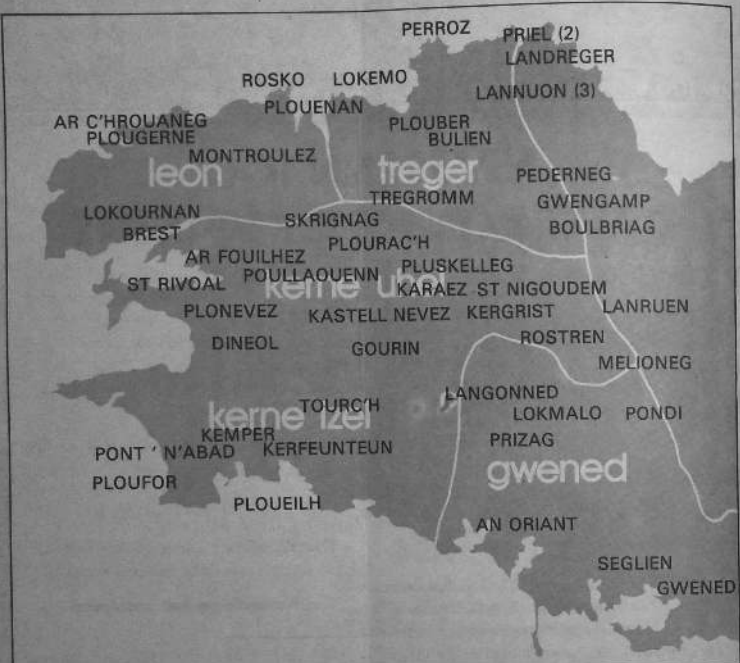 PERROZ
PRIEL (2)
LANDREGER
ROSKO LOKEMO
LANNUON (3)
PLOUENAN
AR C'HROUANEG
PLOUGERNE
PLOUBER
BULIEN
MONTROULEZ
leon
treger
PEDERNEG
TREGROMM
GWENGAMP
LOKOURNAN
SKRIGNAG
BOULBRIAG
BREST
PLOURAC'H
AR FOUILHEZ
PLUSKELLEG
ST RIVOAL
POULLAOUENN
kerne uhel
KARAEZ ST NIGOUDEM
PLONEVEZ
KASTELL NEVEZ
KERGRIST
LANRUEN
DINEOL
GOURIN
ROSTREN
MELIONEG
LANGONNED
TOURC'H
kerne izel
LOKMALO
PONDI
KEMPER
PRIZAG
PONT ' N'ABAD
KERFEUNTEUN
gwened
PLOUFOR
PLOUEILH
AN ORIANT
SEGLIEN
GWENED